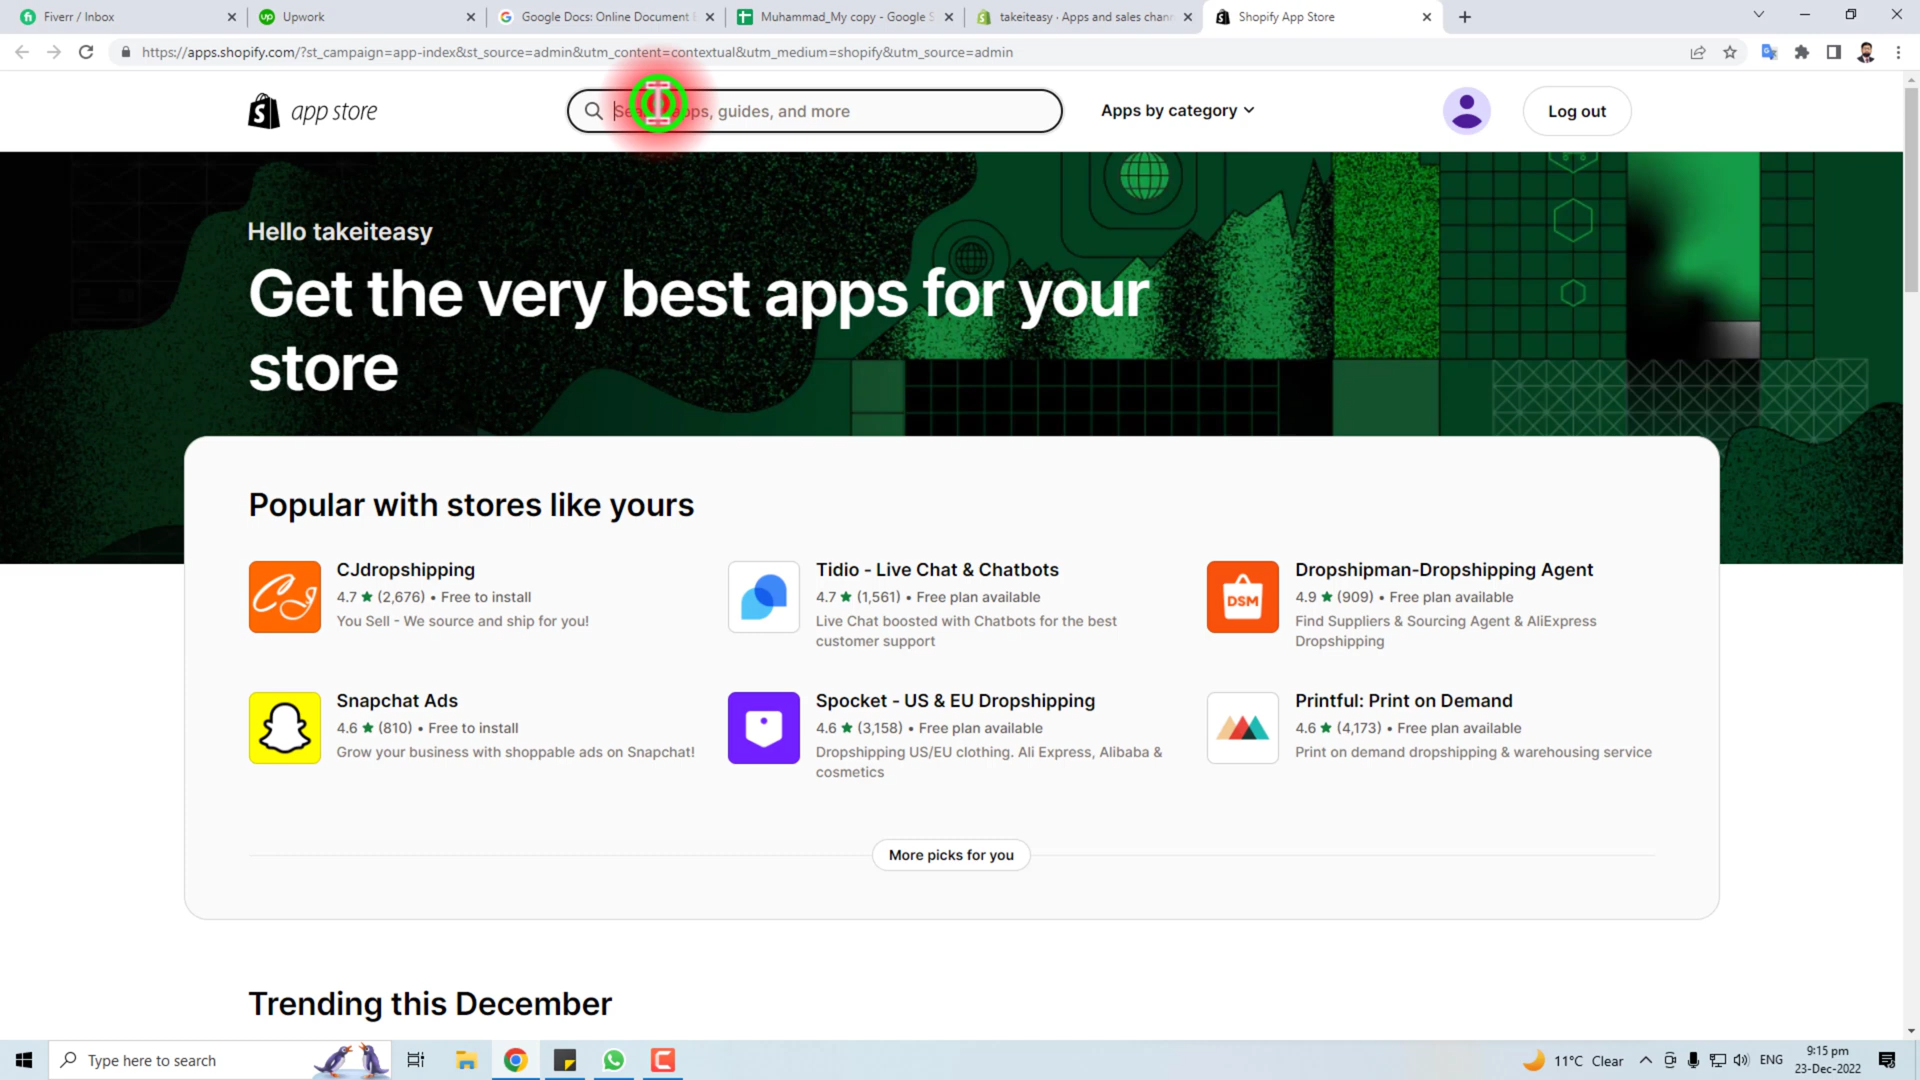 Fiverr / Inbox
Upwork
Google Docs: Online Document
Muhammad_My copy - Google S
takeiteasy · Apps and sales chann
Shopify App Store
https://apps.shopify.com/?st_campaign=app-index&st_source=admin&utm_content=contextual&utm_medium=shopify&utm_source=admin
app store
Search apps, guides, and more
Apps by category
Log out
Hello takeiteasy
Get the very best apps for your
store
Popular with stores like yours
CJdropshipping
4.7 ★ (2,676) • Free to install
You Sell - We source and ship for you!
Tidio - Live Chat & Chatbots
4.7 ★ (1,561) • Free plan available
Live Chat boosted with Chatbots for the best
customer support
DSM
Dropshipman-Dropshipping Agent
4.9 ★ (909) • Free plan available
Find Suppliers & Sourcing Agent & AliExpress
Dropshipping
Snapchat Ads
4.6 ★ (810) • Free to install
Grow your business with shoppable ads on Snapchat!
Spocket - US & EU Dropshipping
4.6 ★ (3,158) • Free plan available
Dropshipping US/EU clothing. Ali Express, Alibaba &
cosmetics
Printful: Print on Demand
4.6 ★ (4,173) • Free plan available
Print on demand dropshipping & warehousing service
More picks for you
Trending this December
Type here to search
11°C Clear
ENG
9:15 pm
23-Dec-2022